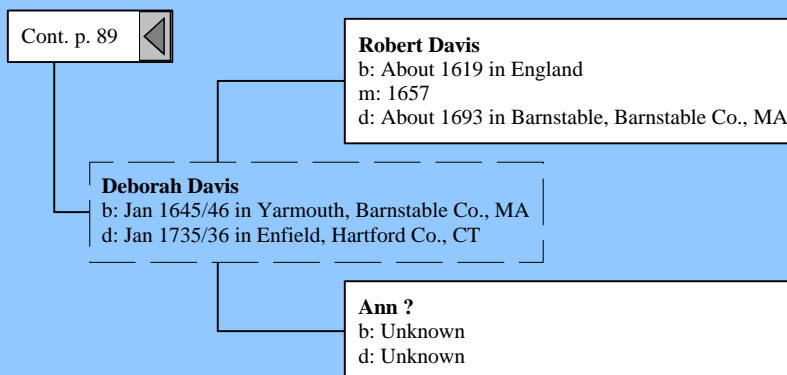 Cont. p. 89
Robert Davis
b: About 1619 in England
m: 1657
d: About 1693 in Barnstable, Barnstable Co., MA
Deborah Davis
b: Jan 1645/46 in Yarmouth, Barnstable Co., MA
d: Jan 1735/36 in Enfield, Hartford Co., CT
Ann ?
b: Unknown
d: Unknown